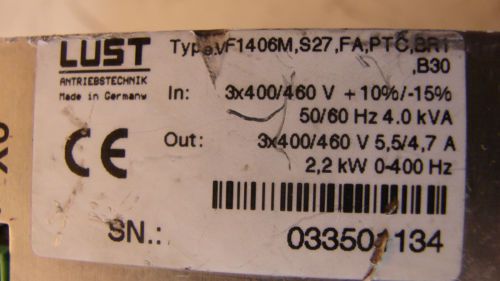 LUST
ANTRIEBSTECHNIK
Made in Germany
Type.VF1406M,S27,FA,PTC,BR1
,B30
In: 3x400/460 V +10%/-15%
50/60 Hz 4.0 kVA
CE
Out: 3x400/460 V 5,5/4,7 A
2,2 kW 0-400 Hz
SN.: 033501134